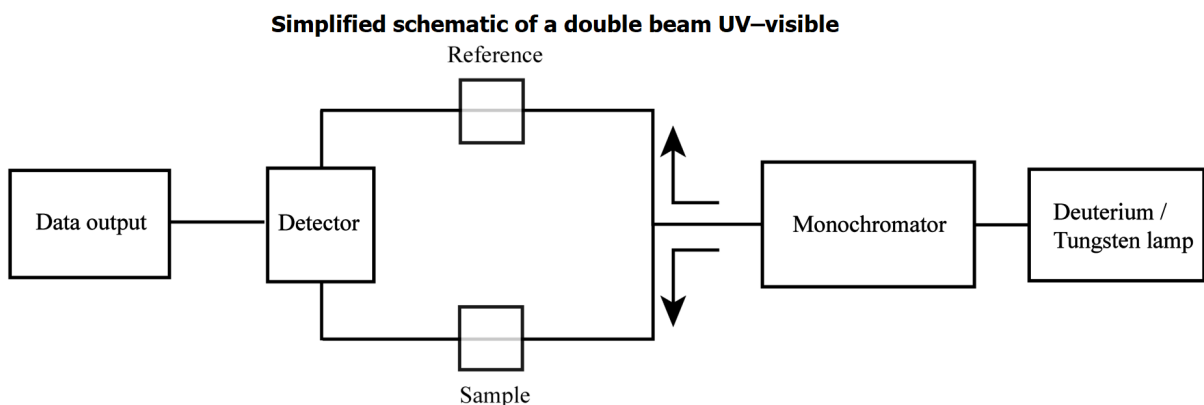 Simplified schematic of a double beam UV–visible
Reference
Data output
Detector
Monochromator
Deuterium /
Tungsten lamp
Sample